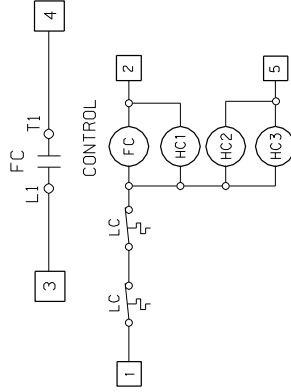 FC
3 L1 T1 4
CONTROL
1 LC LC FC 2
HC1
HC2
HC3 5